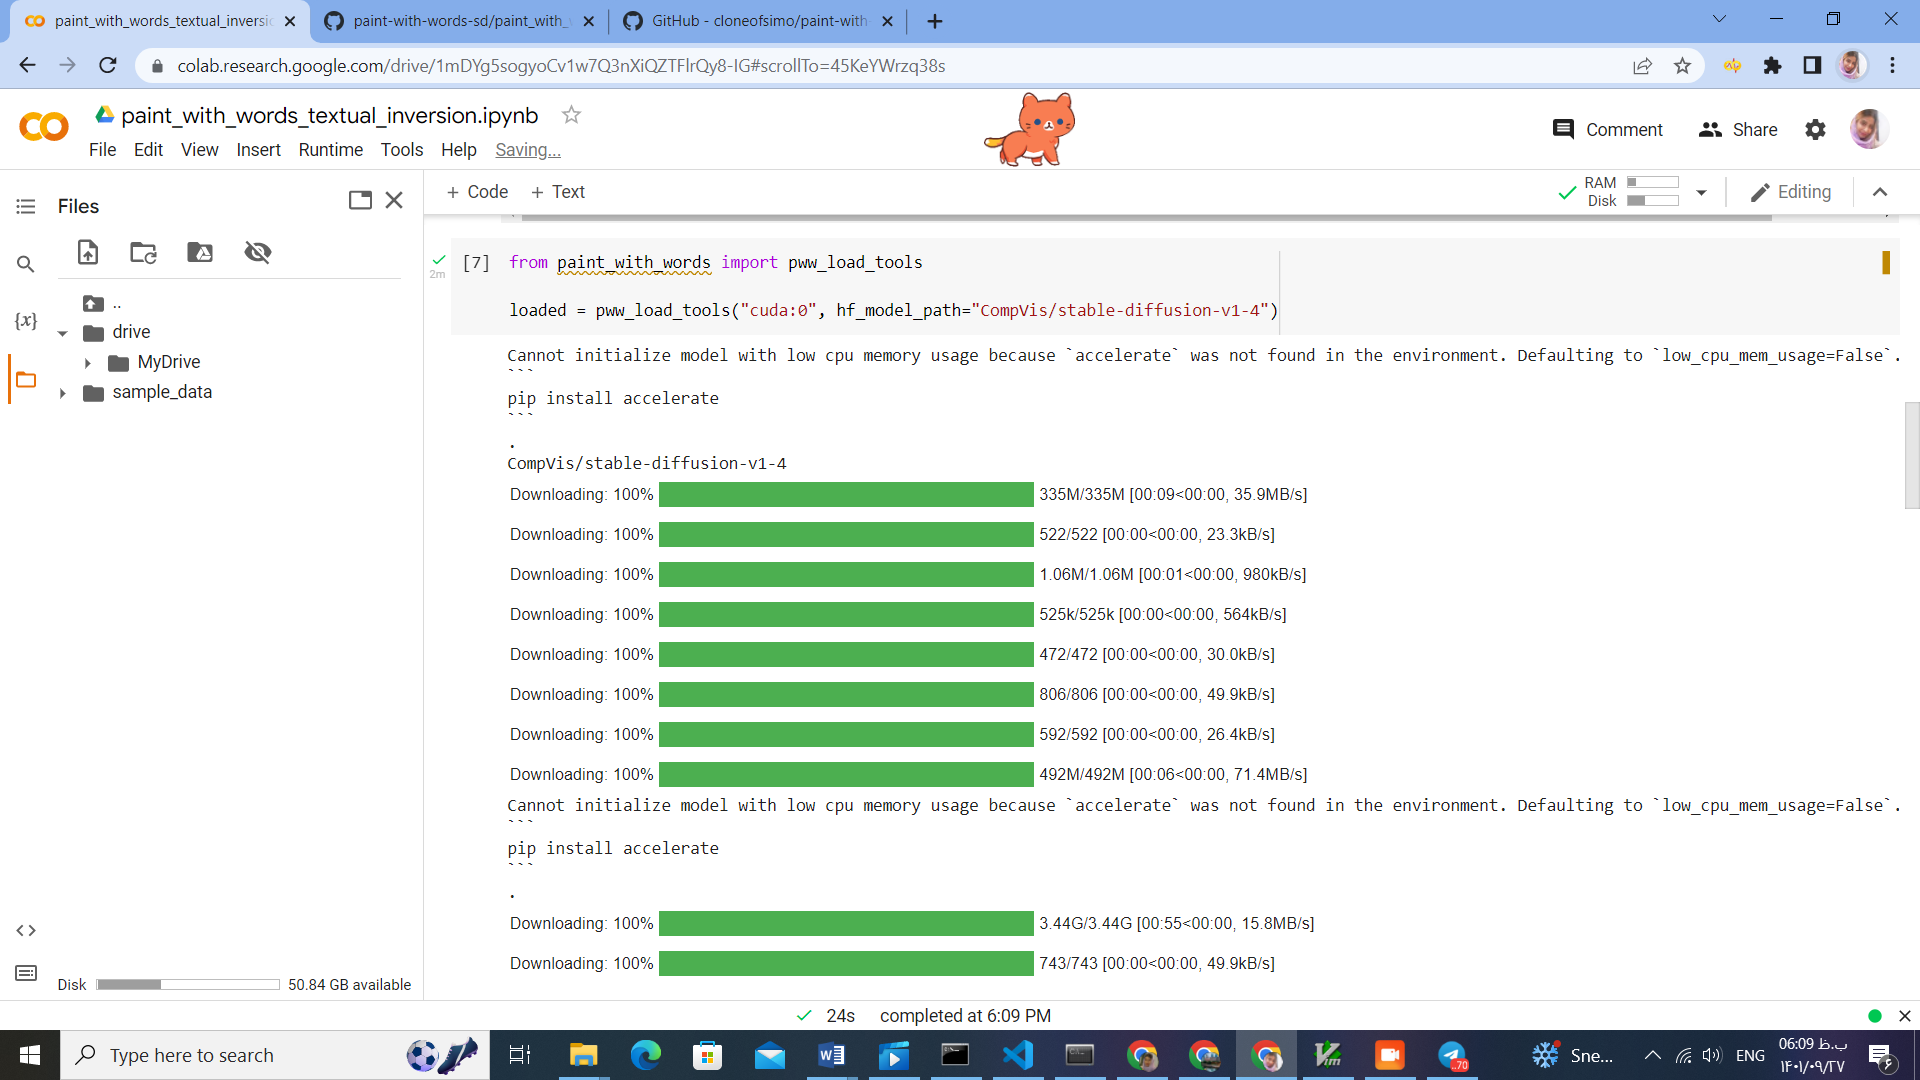 paint_with_words_textual_inversi
paint-with-words-sd/paint_with_
GitHub - cloneofsimo/paint-with-
colab.research.google.com/drive/1mDYg5sogyoCv1w7Q3nXiQZTFlrQy8-IG#scrollTo=45KeYWrzq38s
paint_with_words_textual_inversion.ipynb
File Edit View Insert Runtime Tools Help Saving...
Comment Share
Files
+ Code + Text
RAM
Disk
Editing
..
drive
MyDrive
sample_data
2m
[7] from paint_with_words import pww_load_tools
loaded = pww_load_tools("cuda:0", hf_model_path="CompVis/stable-diffusion-v1-4")
Cannot initialize model with low cpu memory usage because `accelerate` was not found in the environment. Defaulting to `low_cpu_mem_usage=False`.
```
pip install accelerate
```
.
CompVis/stable-diffusion-v1-4
Downloading: 100% 335M/335M [00:09<00:00, 35.9MB/s]
Downloading: 100% 522/522 [00:00<00:00, 23.3kB/s]
Downloading: 100% 1.06M/1.06M [00:01<00:00, 980kB/s]
Downloading: 100% 525k/525k [00:00<00:00, 564kB/s]
Downloading: 100% 472/472 [00:00<00:00, 30.0kB/s]
Downloading: 100% 806/806 [00:00<00:00, 49.9kB/s]
Downloading: 100% 592/592 [00:00<00:00, 26.4kB/s]
Downloading: 100% 492M/492M [00:06<00:00, 71.4MB/s]
Cannot initialize model with low cpu memory usage because `accelerate` was not found in the environment. Defaulting to `low_cpu_mem_usage=False`.
```
pip install accelerate
```
.
Downloading: 100% 3.44G/3.44G [00:55<00:00, 15.8MB/s]
Downloading: 100% 743/743 [00:00<00:00, 49.9kB/s]
{x}
Disk 50.84 GB available
24s completed at 6:09 PM
Type here to search
..70
Sne...
ENG
06:09 ب.ظ
۱۴۰۱/۰۹/۲۷
۶